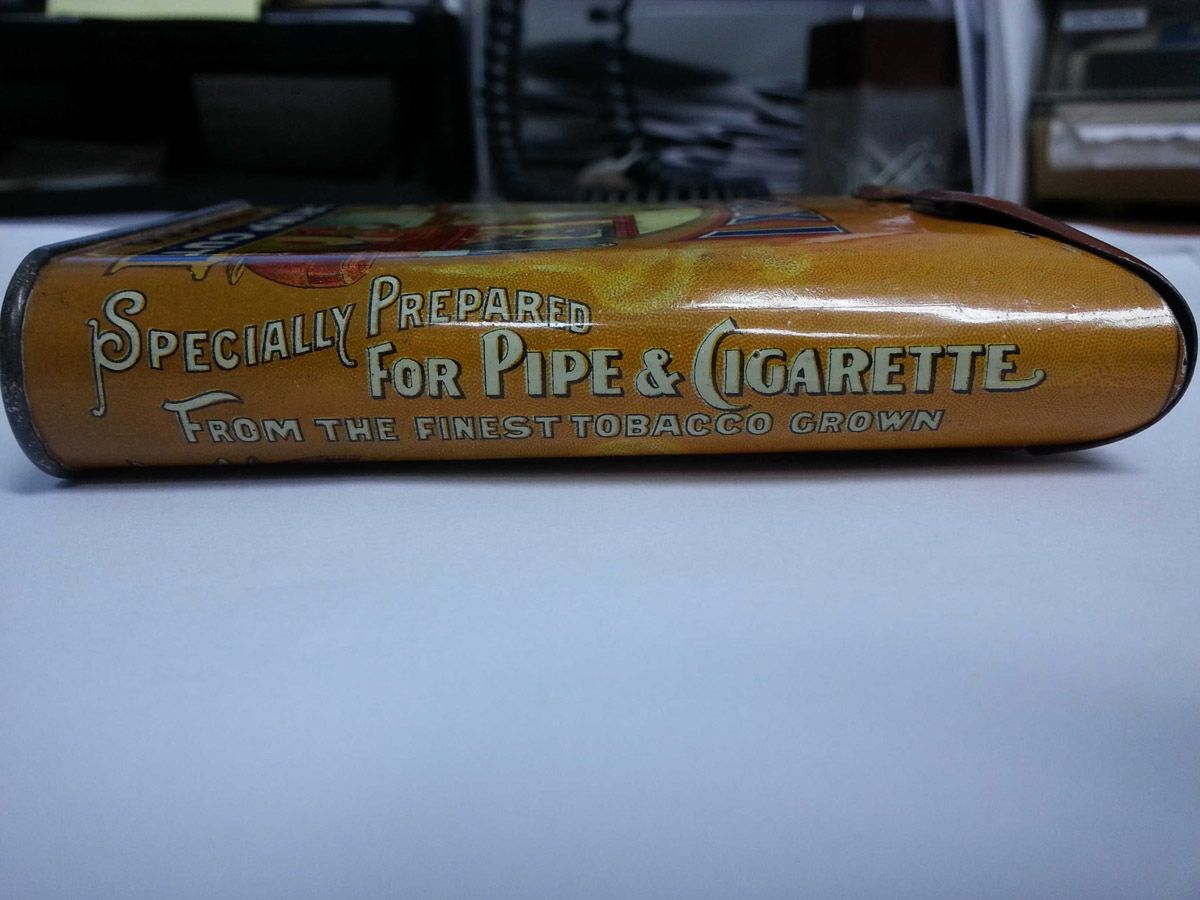 SPECIALLY PREPARED
FOR PIPE & CIGARETTE
FROM THE FINEST TOBACCO GROWN